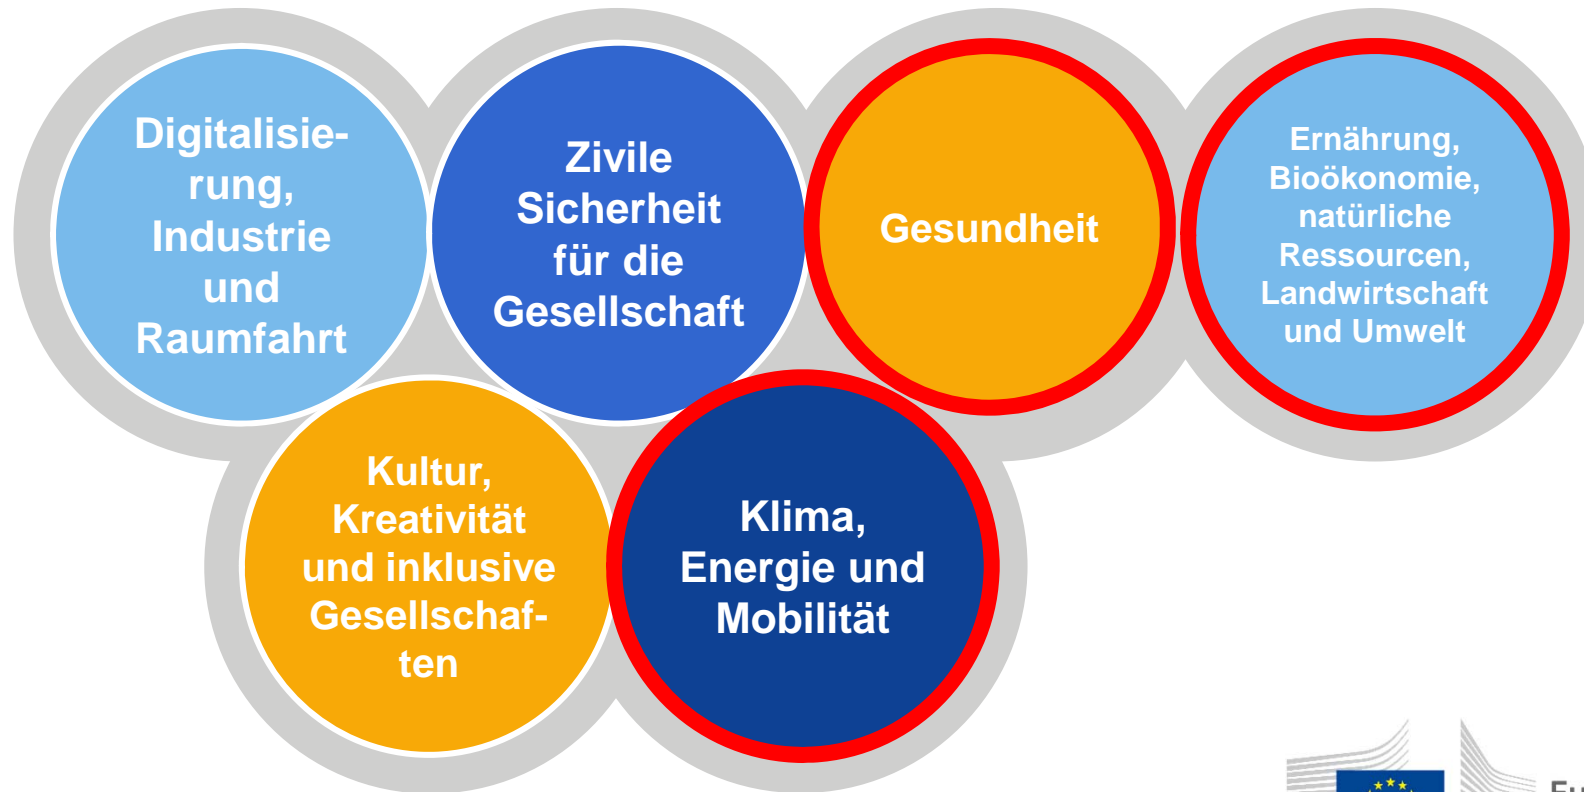 Digitalisie-
rung,
Industrie
und
Raumfahrt
Zivile
Sicherheit
für die
Gesellschaft
Gesundheit
Ernährung,
Bioökonomie,
natürliche
Ressourcen,
Landwirtschaft
und Umwelt
Kultur,
Kreativität
und inklusive
Gesellschaf-
ten
Klima,
Energie und
Mobilität